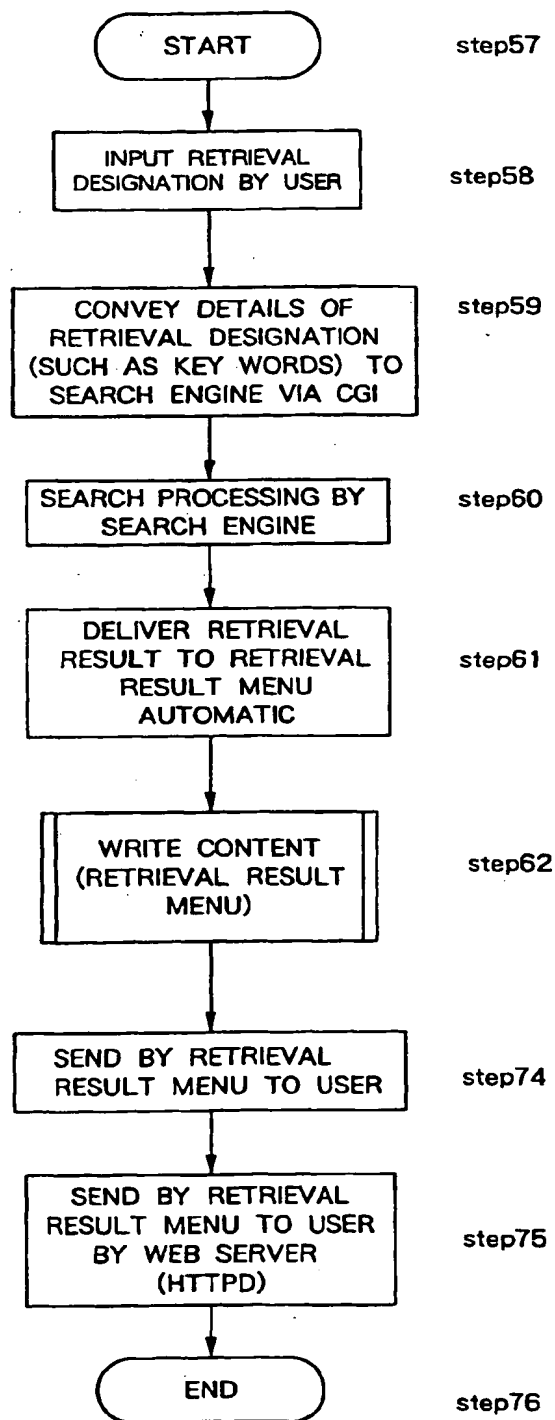 START
step57
INPUT RETRIEVAL
DESIGNATION BY USER
step58
CONVEY DETAILS OF
RETRIEVAL DESIGNATION
(SUCH AS KEY WORDS) TO
SEARCH ENGINE VIA CGI
step59
SEARCH PROCESSING BY
SEARCH ENGINE
step60
DELIVER RETRIEVAL
RESULT TO RETRIEVAL
RESULT MENU
AUTOMATIC
step61
WRITE CONTENT
(RETRIEVAL RESULT
MENU)
step62
SEND BY RETRIEVAL
RESULT MENU TO USER
step74
SEND BY RETRIEVAL
RESULT MENU TO USER
BY WEB SERVER
(HTTPD)
step75
END
step76